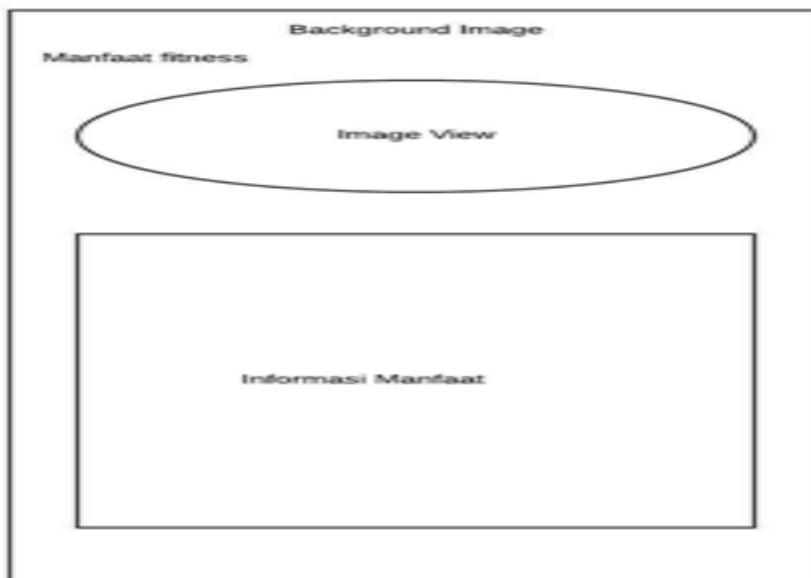 Background Image
Manfaat fitness
Image View
Informasi Manfaat